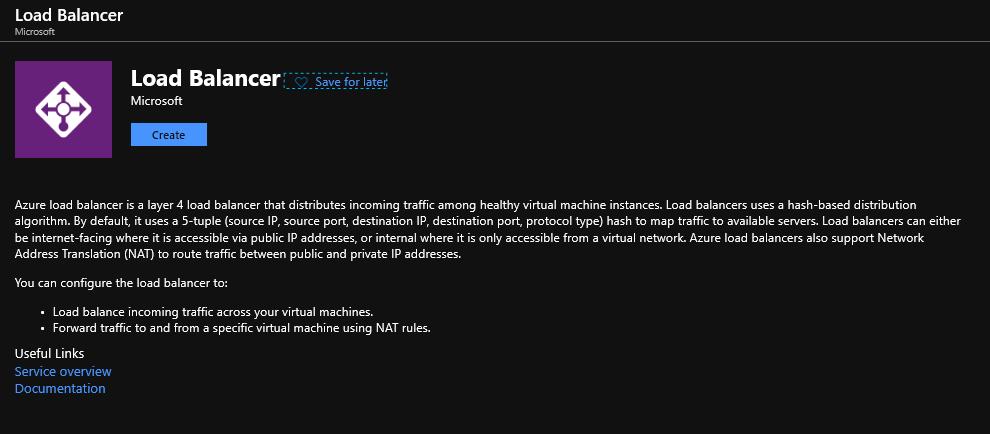 Load Balancer
Microsoft
Load Balancer Save for later
Microsoft
Create
Azure load balancer is a layer 4 load balancer that distributes incoming traffic among healthy virtual machine instances. Load balancers uses a hash-based distribution
algorithm. By default, it uses a 5-tuple (source IP, source port, destination IP, destination port, protocol type) hash to map traffic to available servers. Load balancers can either
be internet-facing where it is accessible via public IP addresses, or internal where it is only accessible from a virtual network. Azure load balancers also support Network
Address Translation (NAT) to route traffic between public and private IP addresses.
You can configure the load balancer to:
• Load balance incoming traffic across your virtual machines.
• Forward traffic to and from a specific virtual machine using NAT rules.
Useful Links
Service overview
Documentation